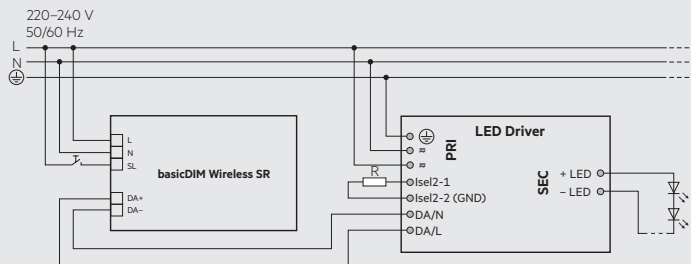 220–240 V
50/60 Hz
L
N
LED Driver
PRI
≂
≂
L
N
SL
basicDIM Wireless SR
R
Isel2-1
Isel2-2 (GND)
SEC
+ LED
– LED
DA+
DA–
DA/N
DA/L